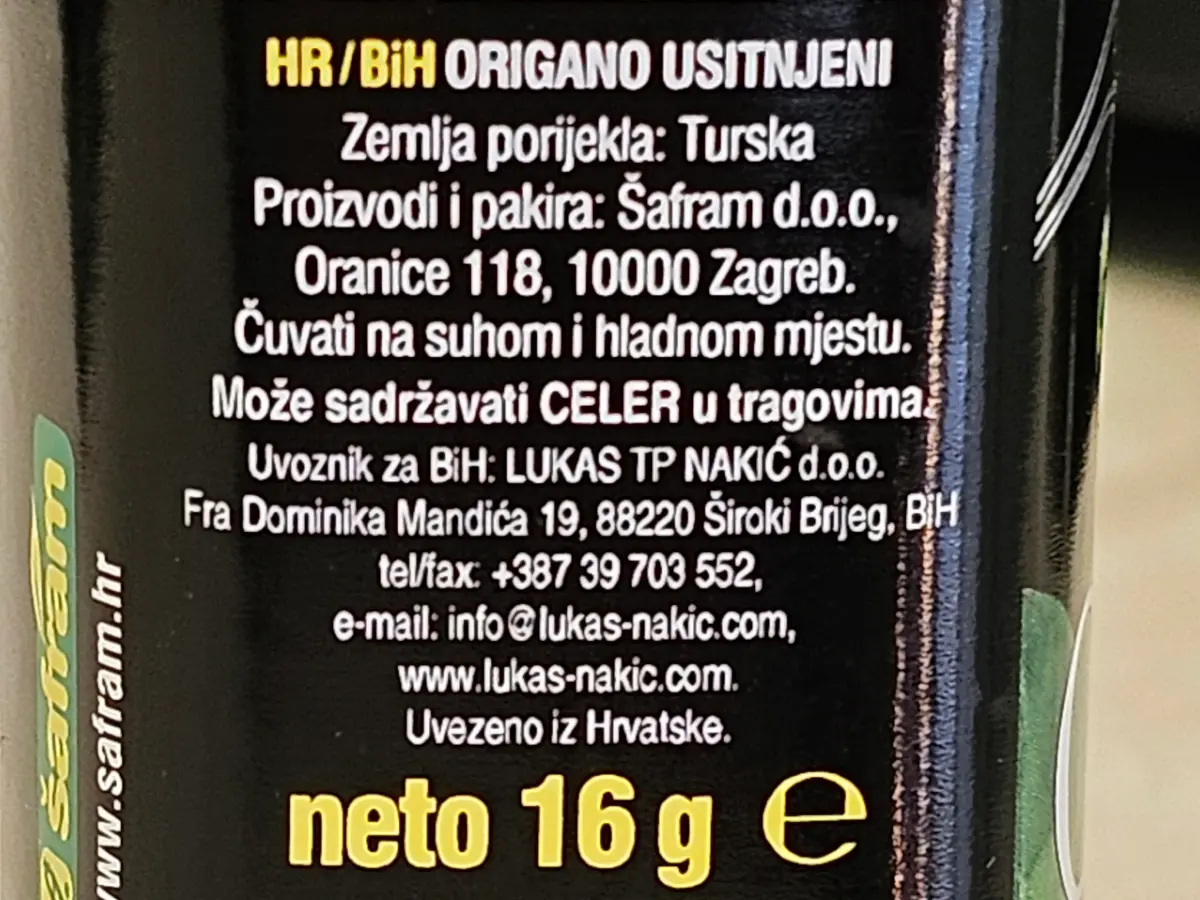 HR/BiH ORIGANO USITNJENI
Zemlja porijekla: Turska
Proizvodi i pakira: Šafram d.o.o.,
Oranice 118, 10000 Zagreb.
Čuvati na suhom i hladnom mjestu.
Može sadržavati CELER u tragovima.
Uvoznik za BiH: LUKAS TP NAKIĆ d.o.o.
Fra Dominika Mandića 19, 88220 Široki Brijeg, BiH
tel/fax: +387 39 703 552,
e-mail: info@lukas-nakic.com,
www.lukas-nakic.com.
Uvezeno iz Hrvatske.
neto 16 g e
šafram
www.safram.hr